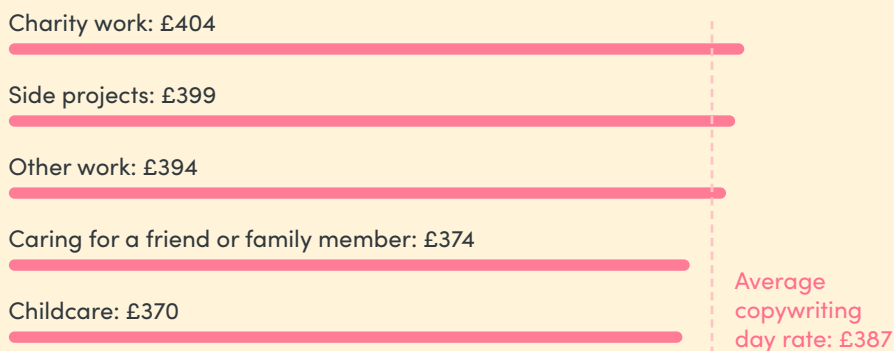 Charity work: £404
Side projects: £399
Other work: £394
Caring for a friend or family member: £374
Childcare: £370
Average
copywriting
day rate: £387